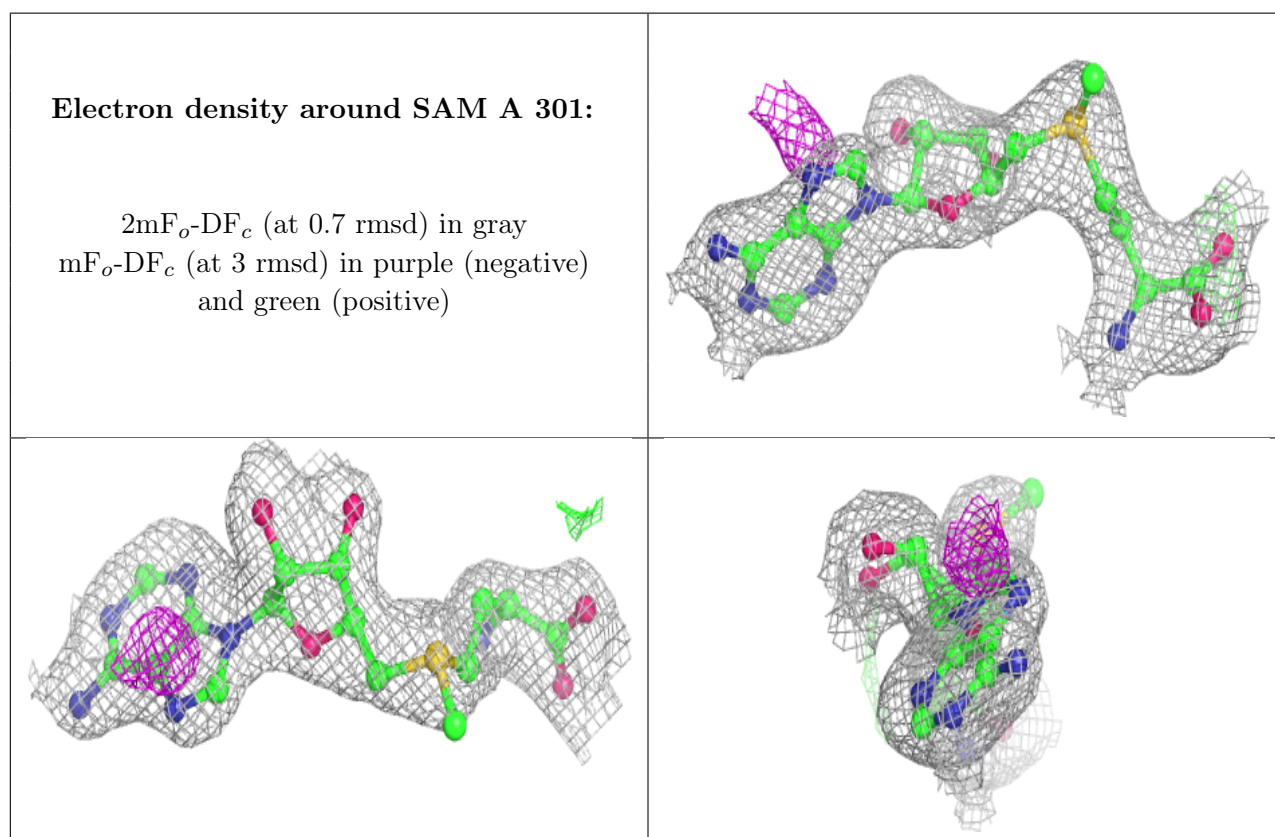 Electron density around SAM A 301:
2mFo-DFc (at 0.7 rmsd) in gray
mFo-DFc (at 3 rmsd) in purple (negative)
and green (positive)